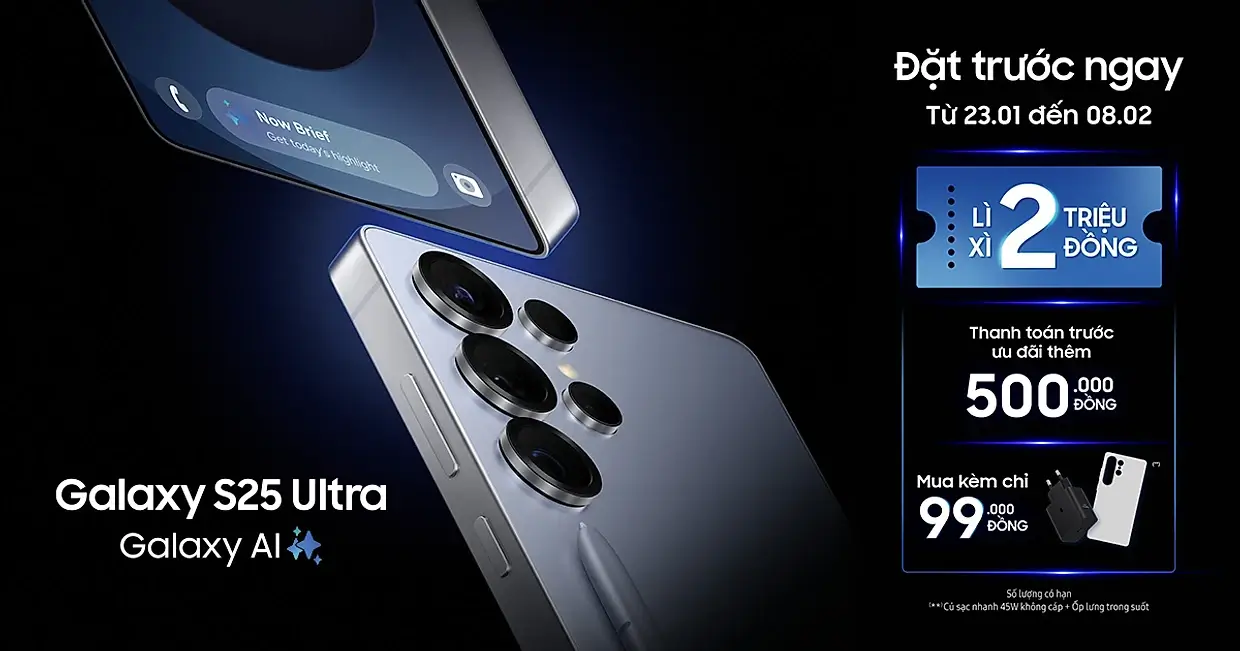 Now Brief
Get today's highlight
Galaxy S25 Ultra
Galaxy AI
Đặt trước ngay
Từ 23.01 đến 08.02
LÌ XÌ 2 TRIỆU ĐỒNG
Thanh toán trước
ưu đãi thêm
500.000 ĐỒNG
Mua kèm chỉ
99.000 ĐỒNG
Số lượng có hạn
(**) Củ sạc nhanh 45W không cáp + Ốp lưng trong suốt